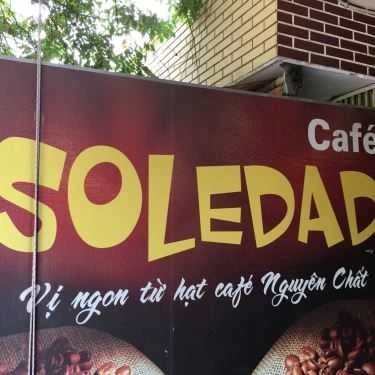 Café
SOLEDAD
Vị ngon từ hạt café Nguyên Chất